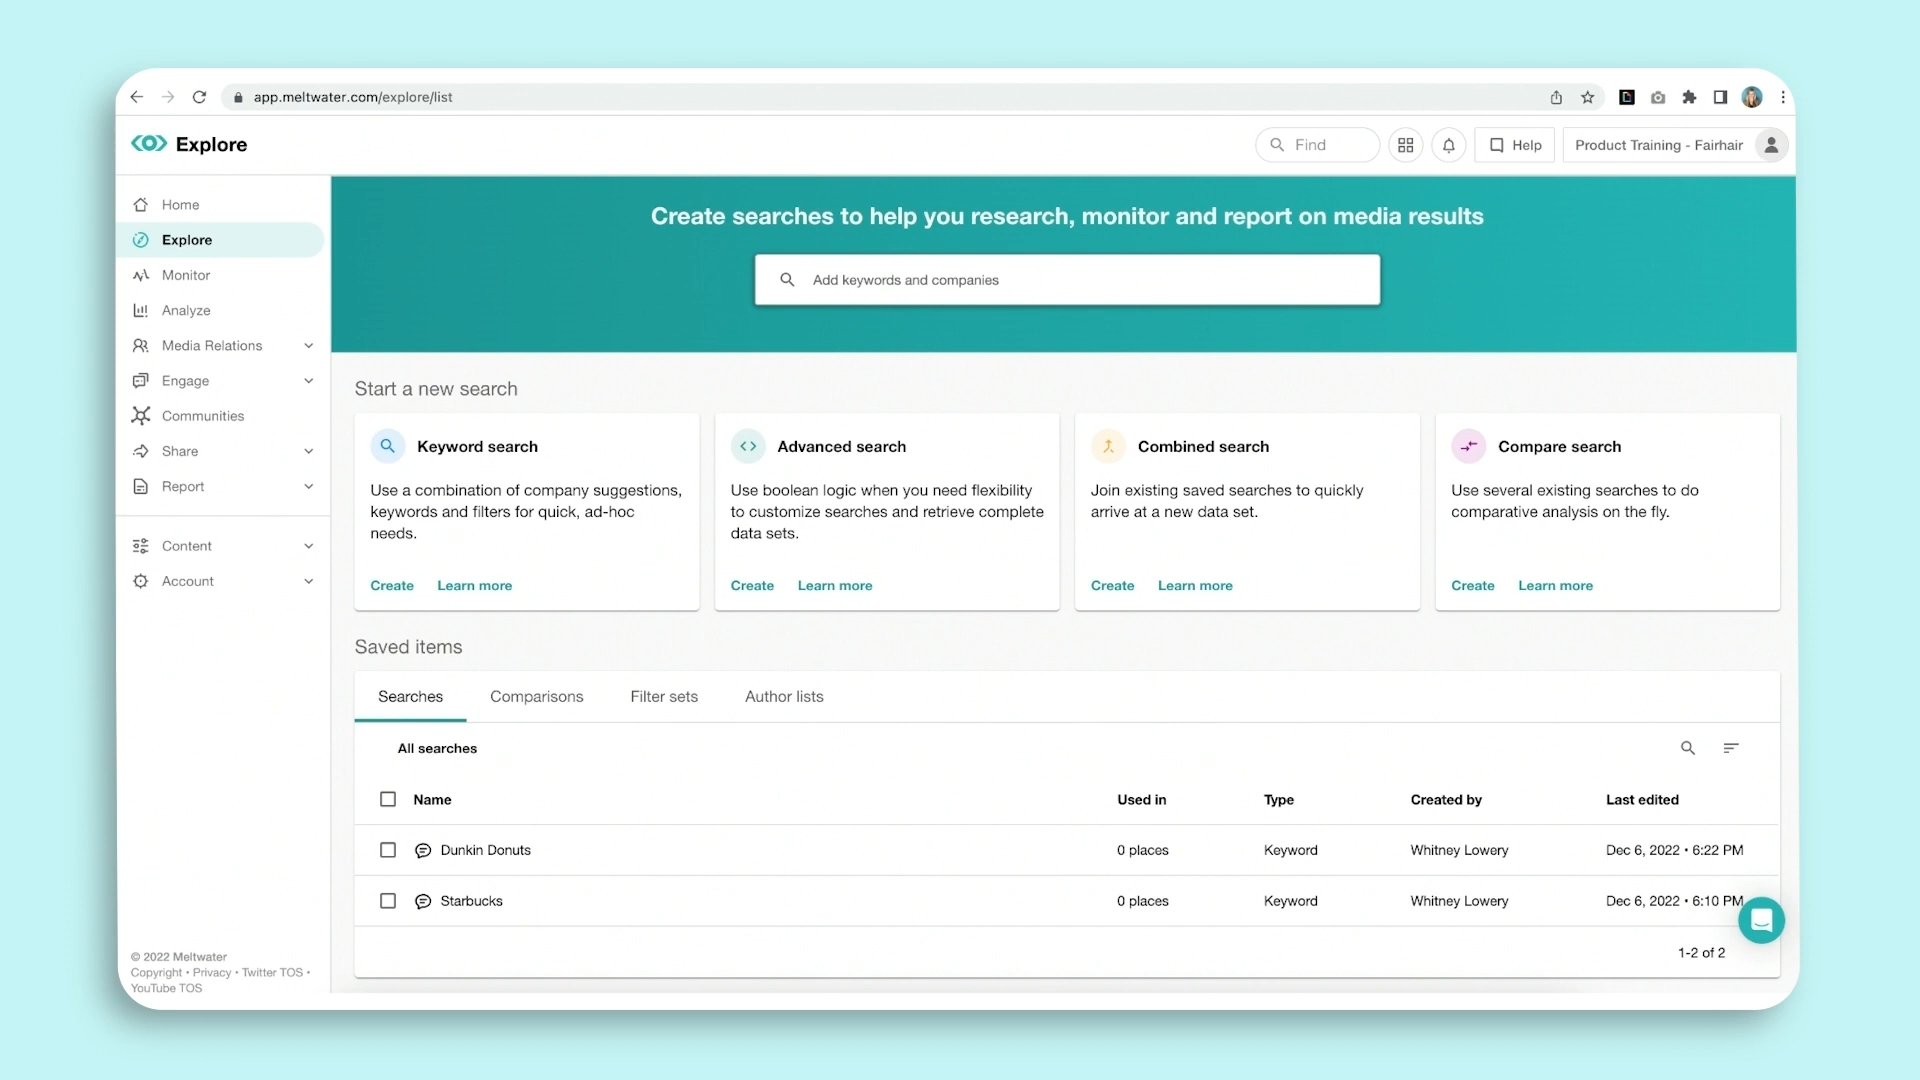 app.meltwater.com/explore/list
Explore
Find
Help
Product Training - Fairhair
Home
Explore
Monitor
Analyze
Media Relations
Engage
Communities
Share
Report
Content
Account
© 2022 Meltwater
Copyright • Privacy • Twitter TOS •
YouTube TOS
Create searches to help you research, monitor and report on media results
Add keywords and companies
Start a new search
Keyword search
Use a combination of company suggestions,
keywords and filters for quick, ad-hoc
needs.
Create Learn more
Advanced search
Use boolean logic when you need flexibility
to customize searches and retrieve complete
data sets.
Create Learn more
Combined search
Join existing saved searches to quickly
arrive at a new data set.
Create Learn more
Compare search
Use several existing searches to do
comparative analysis on the fly.
Create Learn more
Saved items
Searches Comparisons Filter sets Author lists
All searches
Name Used in Type Created by Last edited
Dunkin Donuts 0 places Keyword Whitney Lowery Dec 6, 2022 • 6:22 PM
Starbucks 0 places Keyword Whitney Lowery Dec 6, 2022 • 6:10 PM
1-2 of 2